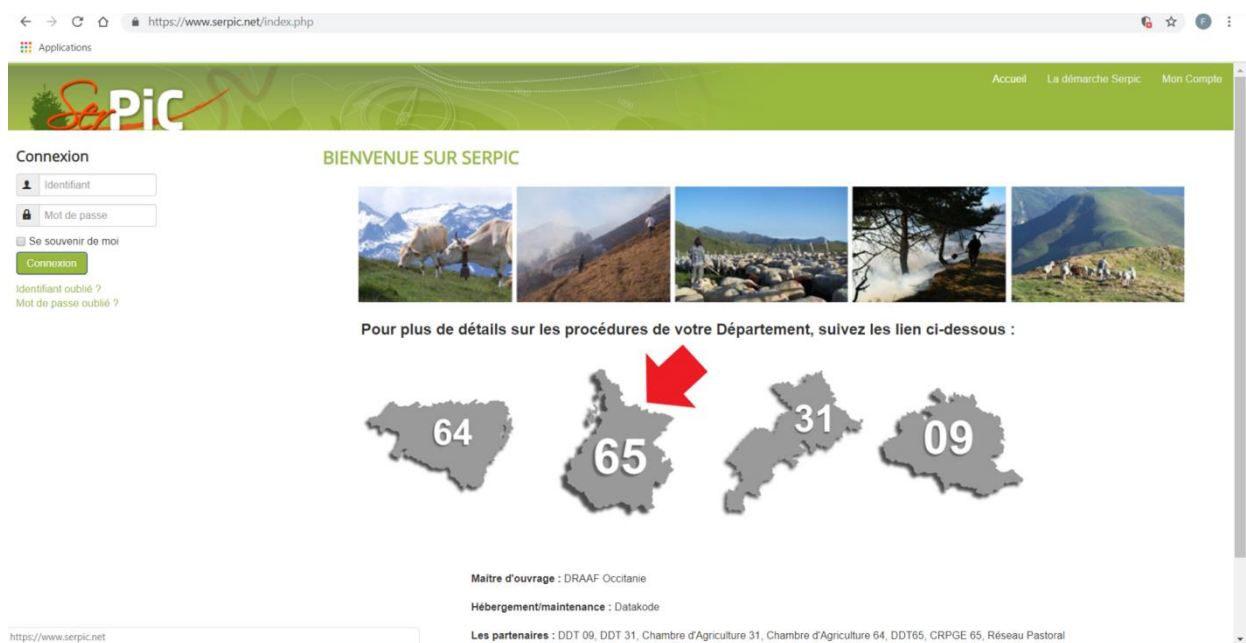 https://www.serpic.net/index.php
F
Applications
SerPiC
Accueil La démarche Serpic Mon Compte
Connexion
Identifiant
Mot de passe
Se souvenir de moi
Connexion
Identifiant oublié ?
Mot de passe oublié ?
BIENVENUE SUR SERPIC
Pour plus de détails sur les procédures de votre Département, suivez les lien ci-dessous :
64
65
31
09
Maitre d'ouvrage : DRAAF Occitanie
Hébergement/maintenance : Datakode
Les partenaires : DDT 09, DDT 31, Chambre d'Agriculture 31, Chambre d'Agriculture 64, DDT65, CRPGE 65, Réseau Pastoral
https://www.serpic.net